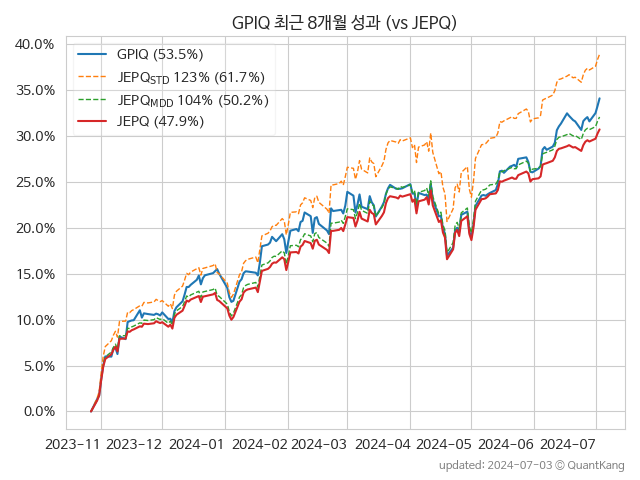 GPIQ 최근 8개월 성과 (vs JEPQ)
GPIQ (53.5%)
JEPQSTD 123% (61.7%)
JEPQMDD 104% (50.2%)
JEPQ (47.9%)
40.0%
35.0%
30.0%
25.0%
20.0%
15.0%
10.0%
5.0%
0.0%
2023-11 2023-12 2024-01 2024-02 2024-03 2024-04 2024-05 2024-06 2024-07
updated: 2024-07-03 © QuantKang